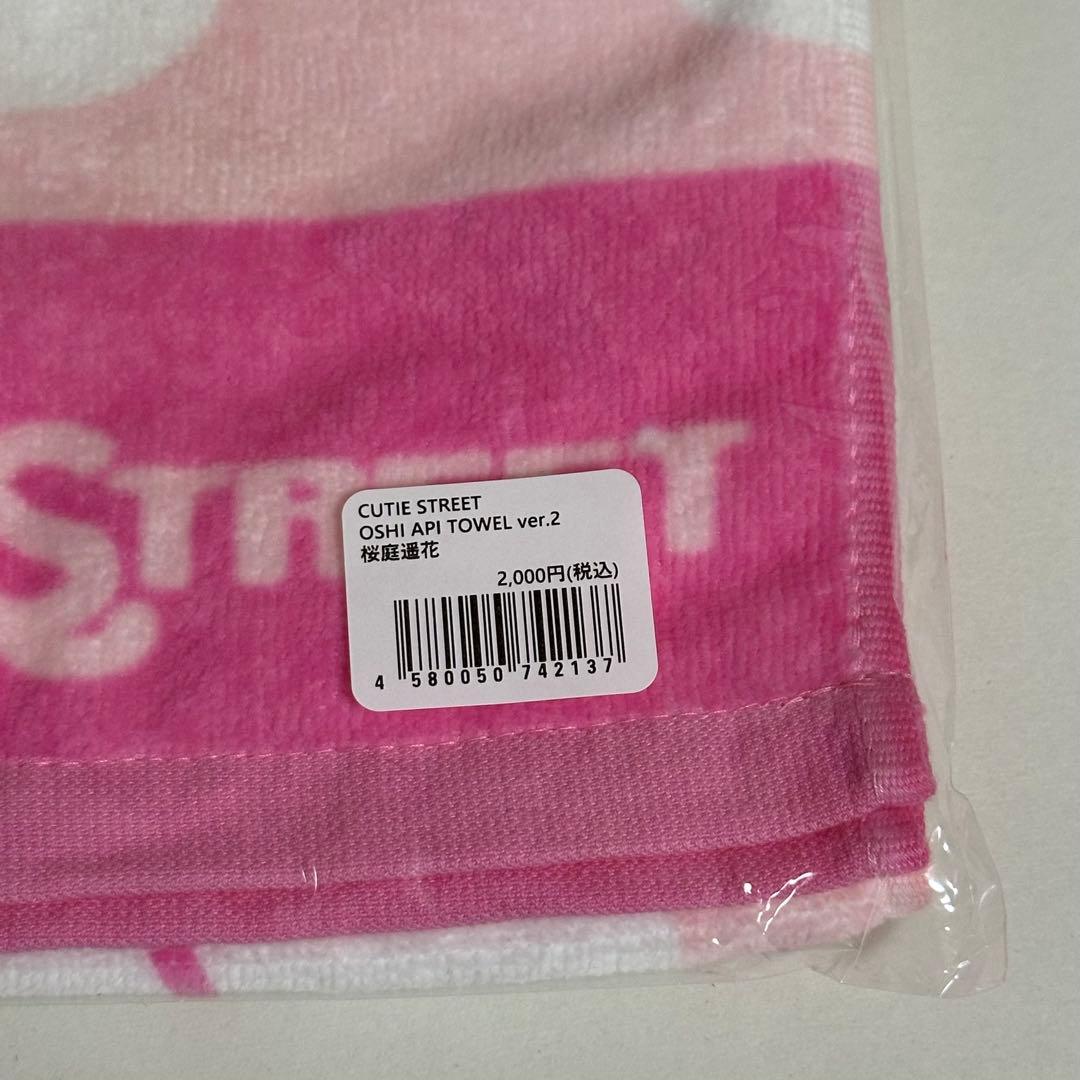 STREET
CUTIE STREET
OSHI API TOWEL ver.2
桜庭遥花
2,000円(税込)
4 580050 742137